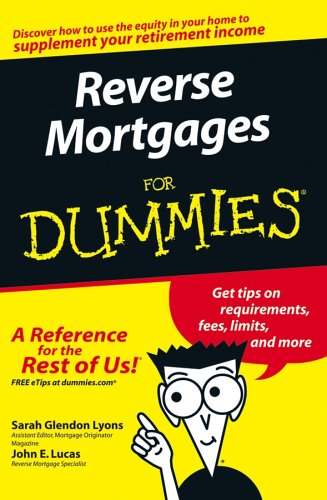 Discover how to use the equity in your home to
supplement your retirement income
Reverse
Mortgages
FOR
DUMMIES®
Get tips on
requirements,
fees, limits,
and more
A Reference
for the
Rest of Us!®
FREE eTips at dummies.com®
Sarah Glendon Lyons
Assistant Editor, Mortgage Originator
Magazine
John E. Lucas
Reverse Mortgage Specialist